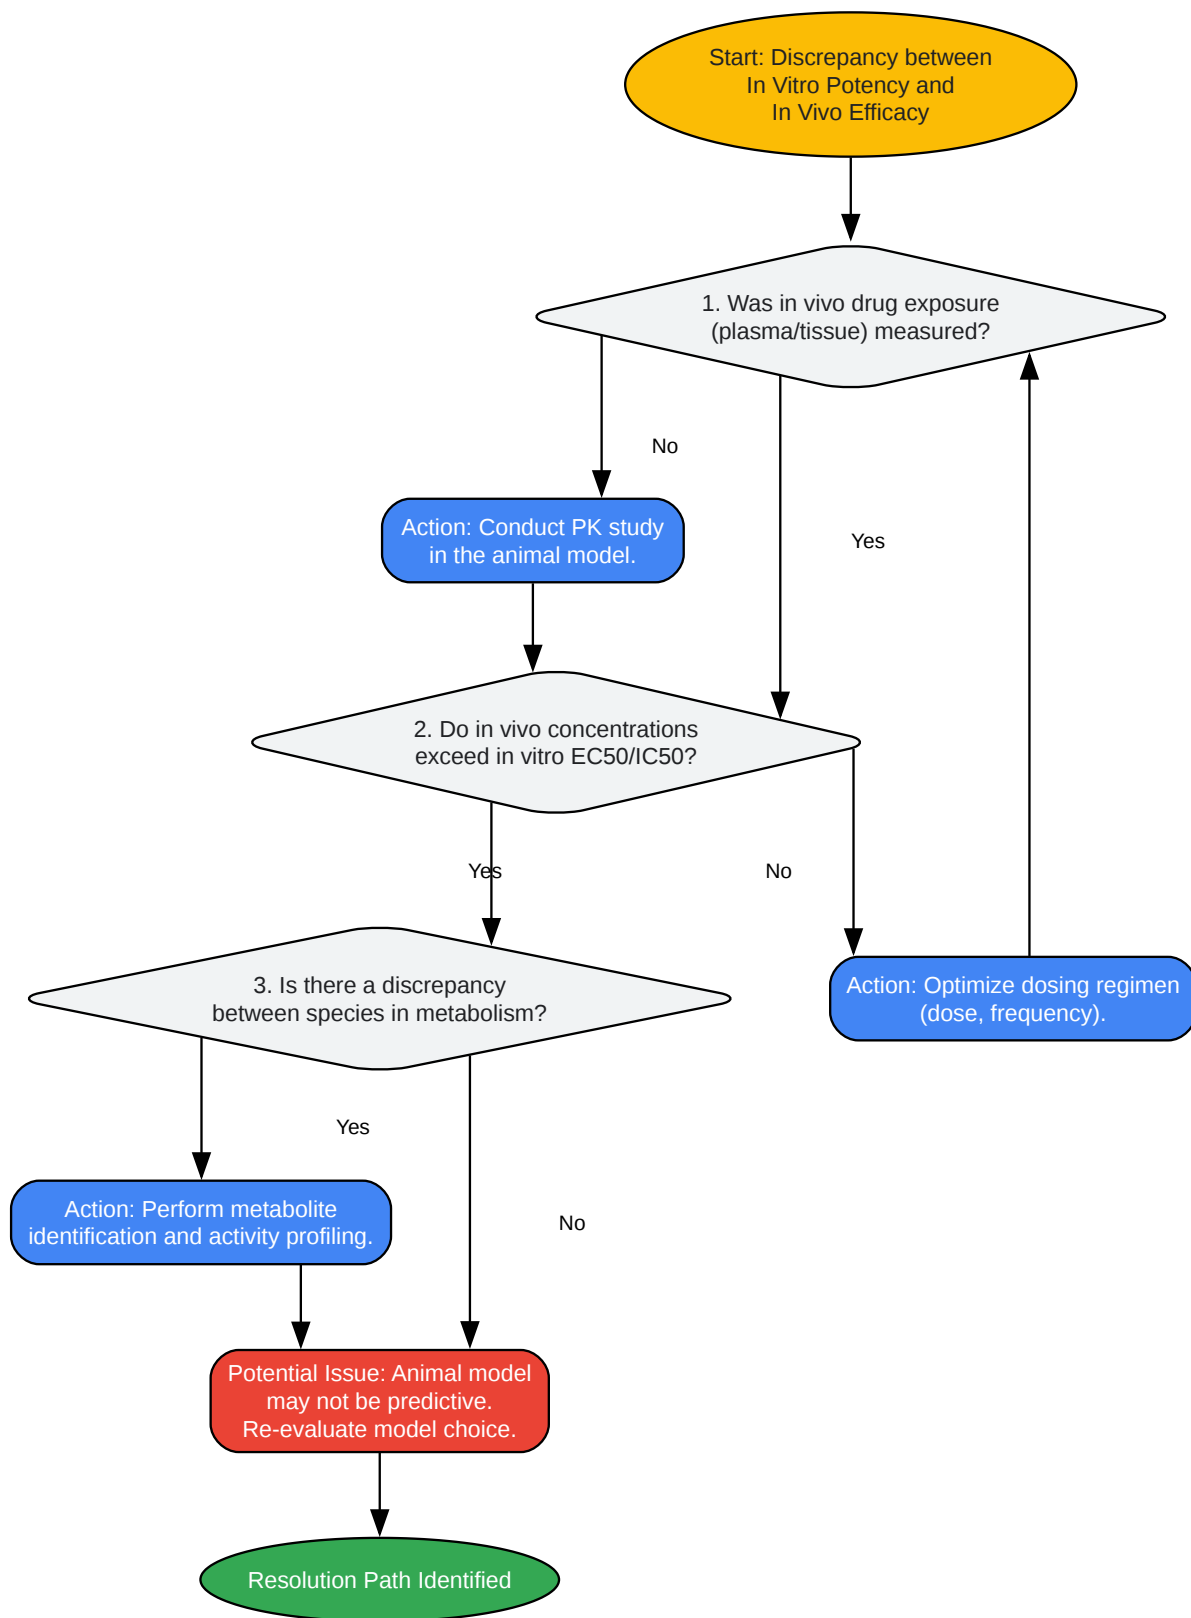 Start: Discrepancy between
In Vitro Potency and
In Vivo Efficacy
1. Was in vivo drug exposure
(plasma/tissue) measured?
No
Action: Conduct PK study
in the animal model.
Yes
2. Do in vivo concentrations
exceed in vitro EC50/IC50?
Yes
No
3. Is there a discrepancy
between species in metabolism?
Action: Optimize dosing regimen
(dose, frequency).
Yes
Action: Perform metabolite
identification and activity profiling.
No
Potential Issue: Animal model
may not be predictive.
Re-evaluate model choice.
Resolution Path Identified